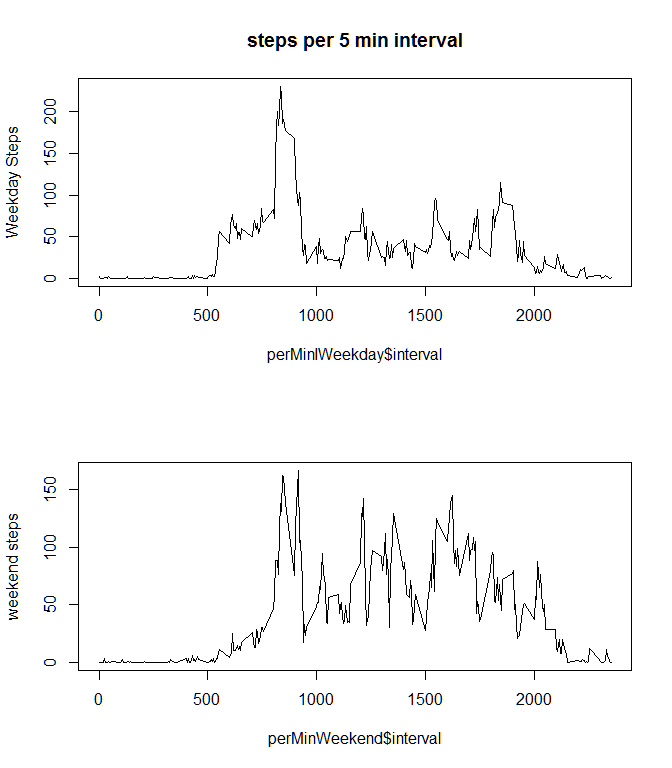 steps per 5 min interval
Weekday Steps
200
150
100
50
0
0 500 1000 1500 2000
perMinIWeekday$interval
weekend steps
150
100
50
0
0 500 1000 1500 2000
perMinWeekend$interval